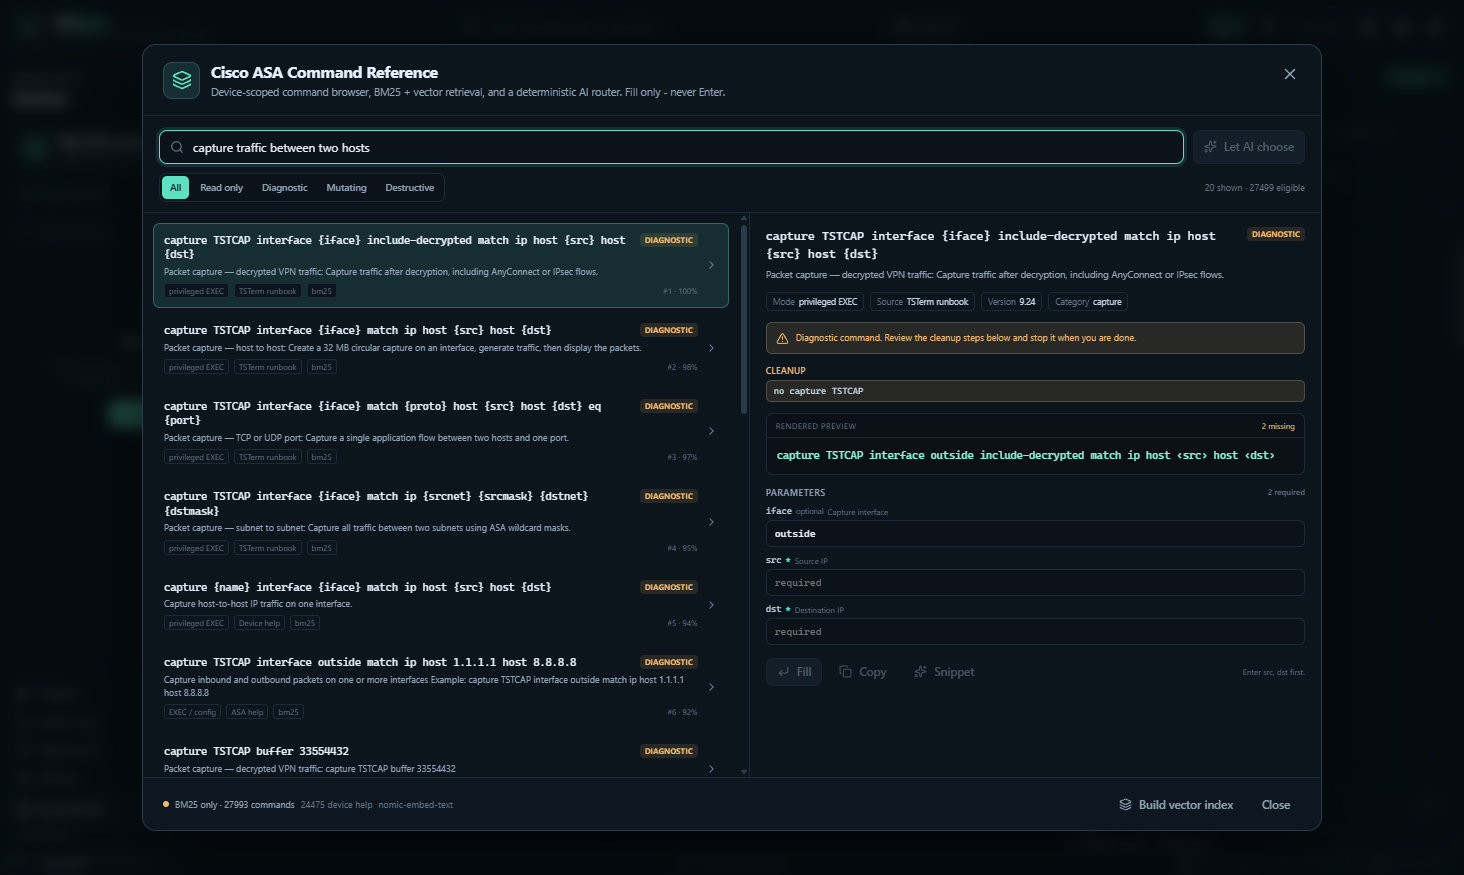 Cisco ASA Command Reference
Device-scoped command browser, BM25 + vector retrieval, and a deterministic AI router. Fill only - never Enter.
capture traffic between two hosts
Let AI choose
All Read only Diagnostic Mutating Destructive
20 shown · 27499 eligible
capture TSTCAP interface {iface} include-decrypted match ip host {src} host
{dst}
DIAGNOSTIC
Packet capture — decrypted VPN traffic: Capture traffic after decryption, including AnyConnect or IPsec flows.
privileged EXEC TSTerm runbook bm25
#1 · 100%
capture TSTCAP interface {iface} match ip host {src} host {dst}
DIAGNOSTIC
Packet capture — host to host: Create a 32 MB circular capture on an interface, generate traffic, then display the packets.
privileged EXEC TSTerm runbook bm25
#2 · 98%
capture TSTCAP interface {iface} match {proto} host {src} host {dst} eq
{port}
DIAGNOSTIC
Packet capture — TCP or UDP port: Capture a single application flow between two hosts and one port.
privileged EXEC TSTerm runbook bm25
#3 · 97%
capture TSTCAP interface {iface} match ip {srcnet} {srcmask} {dstnet}
{dstmask}
DIAGNOSTIC
Packet capture — subnet to subnet: Capture all traffic between two subnets using ASA wildcard masks.
privileged EXEC TSTerm runbook bm25
#4 · 95%
capture {name} interface {iface} match ip host {src} host {dst}
DIAGNOSTIC
Capture host-to-host IP traffic on one interface.
privileged EXEC Device help bm25
#5 · 94%
capture TSTCAP interface outside match ip host 1.1.1.1 host 8.8.8.8
DIAGNOSTIC
Capture inbound and outbound packets on one or more interfaces Example: capture TSTCAP interface outside match ip host 1.1.1.1
host 8.8.8.8
EXEC / config ASA help bm25
#6 · 92%
capture TSTCAP buffer 33554432
DIAGNOSTIC
Packet capture — decrypted VPN traffic: capture TSTCAP buffer 33554432
capture TSTCAP interface {iface} include-decrypted match ip host
{src} host {dst}
DIAGNOSTIC
Packet capture — decrypted VPN traffic: Capture traffic after decryption, including AnyConnect or IPsec flows.
Mode privileged EXEC Source TSTerm runbook Version 9.24 Category capture
Diagnostic command. Review the cleanup steps below and stop it when you are done.
CLEANUP
no capture TSTCAP
RENDERED PREVIEW
2 missing
capture TSTCAP interface outside include-decrypted match ip host ‹src› host ‹dst›
PARAMETERS
2 required
iface optional Capture interface
outside
src * Source IP
required
dst * Destination IP
required
Fill Copy Snippet
Enter src, dst first.
BM25 only · 27993 commands 24475 device help nomic-embed-text
Build vector index Close